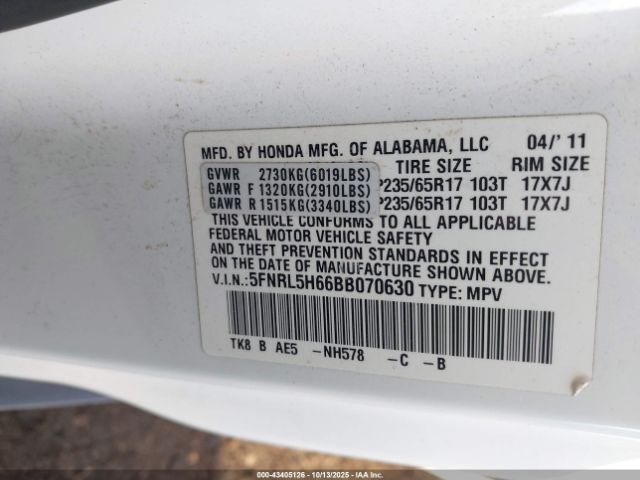 MFD. BY HONDA MFG. OF ALABAMA, LLC 04/' 11
TIRE SIZE RIM SIZE
GVWR 2730KG(6019LBS)
GAWR F 1320KG(2910LBS) P235/65R17 103T 17X7J
GAWR R 1515KG(3340LBS) P235/65R17 103T 17X7J
THIS VEHICLE CONFORMS TO ALL APPLICABLE
FEDERAL MOTOR VEHICLE SAFETY
AND THEFT PREVENTION STANDARDS IN EFFECT
ON THE DATE OF MANUFACTURE SHOWN ABOVE.
V.I.N.:5FNRL5H66BB070630 TYPE: MPV
TK8 B AE5 -NH578 -C -B
00-43405126 | 10/13/2025 | IAAI.COM